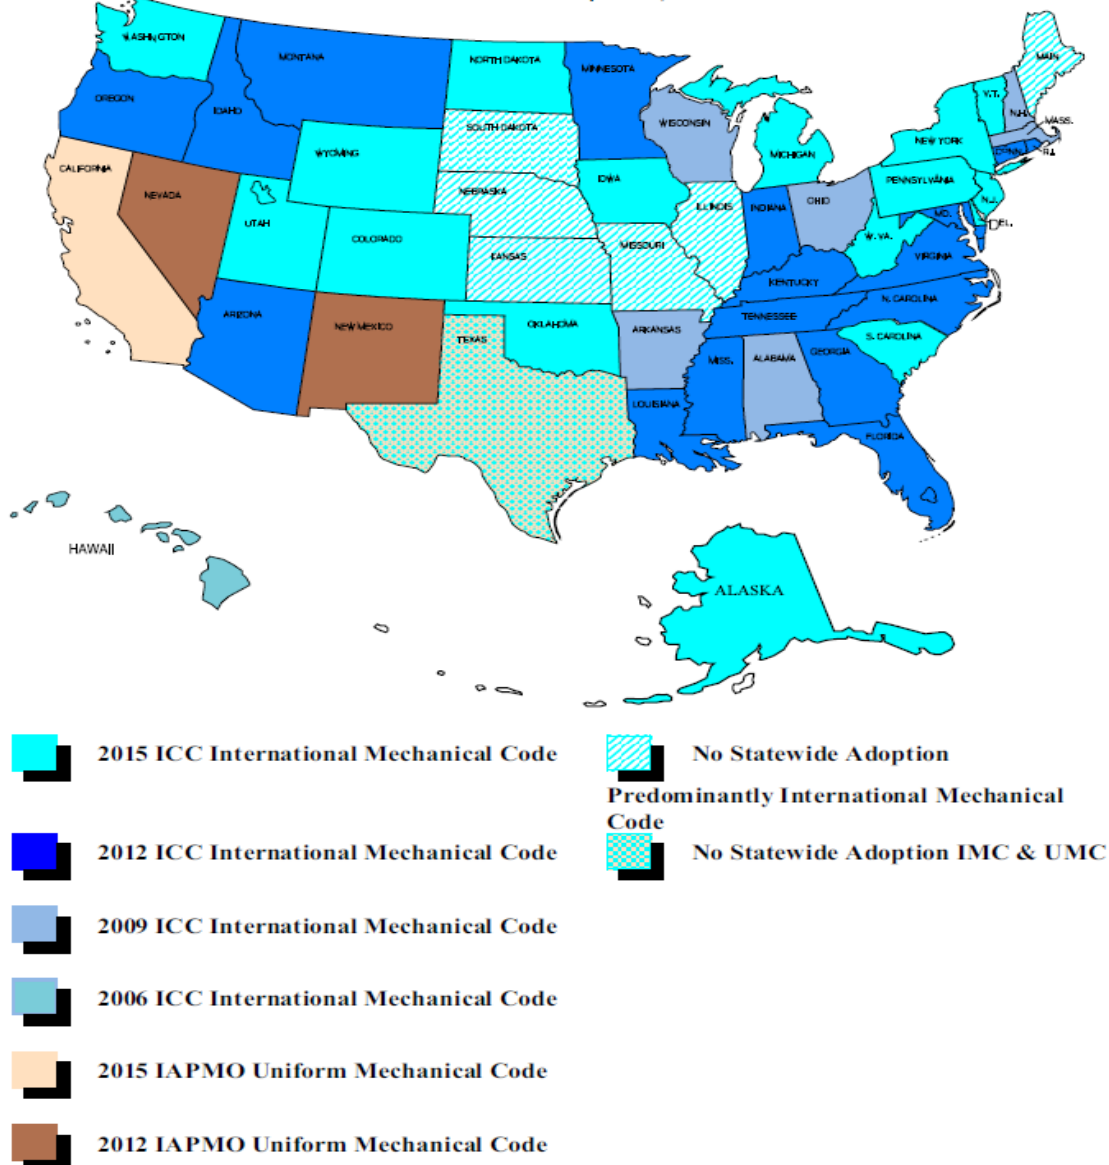 WASHINGTON
MONTANA
NORTH DAKOTA
MINNESOTA
MAIN
OREGON
IDAHO
V.T.
N.H.
MASS.
SOUTH DAKOTA
WISCONSIN
NEW YORK
CONN.
R.I.
WYOMING
MICHIGAN
CALIFORNIA
NEVADA
NEBRASKA
IOWA
ILLINOIS
INDIANA
OHIO
PENNSYLVANIA
N.J.
UTAH
COLORADO
KANSAS
MISSOURI
W.VA.
MD.
DEL.
VIRGINIA
KENTUCKY
ARIZONA
NEW MEXICO
TEXAS
OKLAHOMA
ARKANSAS
TENNESSEE
N. CAROLINA
S. CAROLINA
MISS.
ALABAMA
GEORGIA
LOUISIANA
FLORIDA
HAWAII
ALASKA
2015 ICC International Mechanical Code
2012 ICC International Mechanical Code
2009 ICC International Mechanical Code
2006 ICC International Mechanical Code
2015 IAPMO Uniform Mechanical Code
2012 IAPMO Uniform Mechanical Code
No Statewide Adoption
Predominantly International Mechanical
Code
No Statewide Adoption IMC & UMC